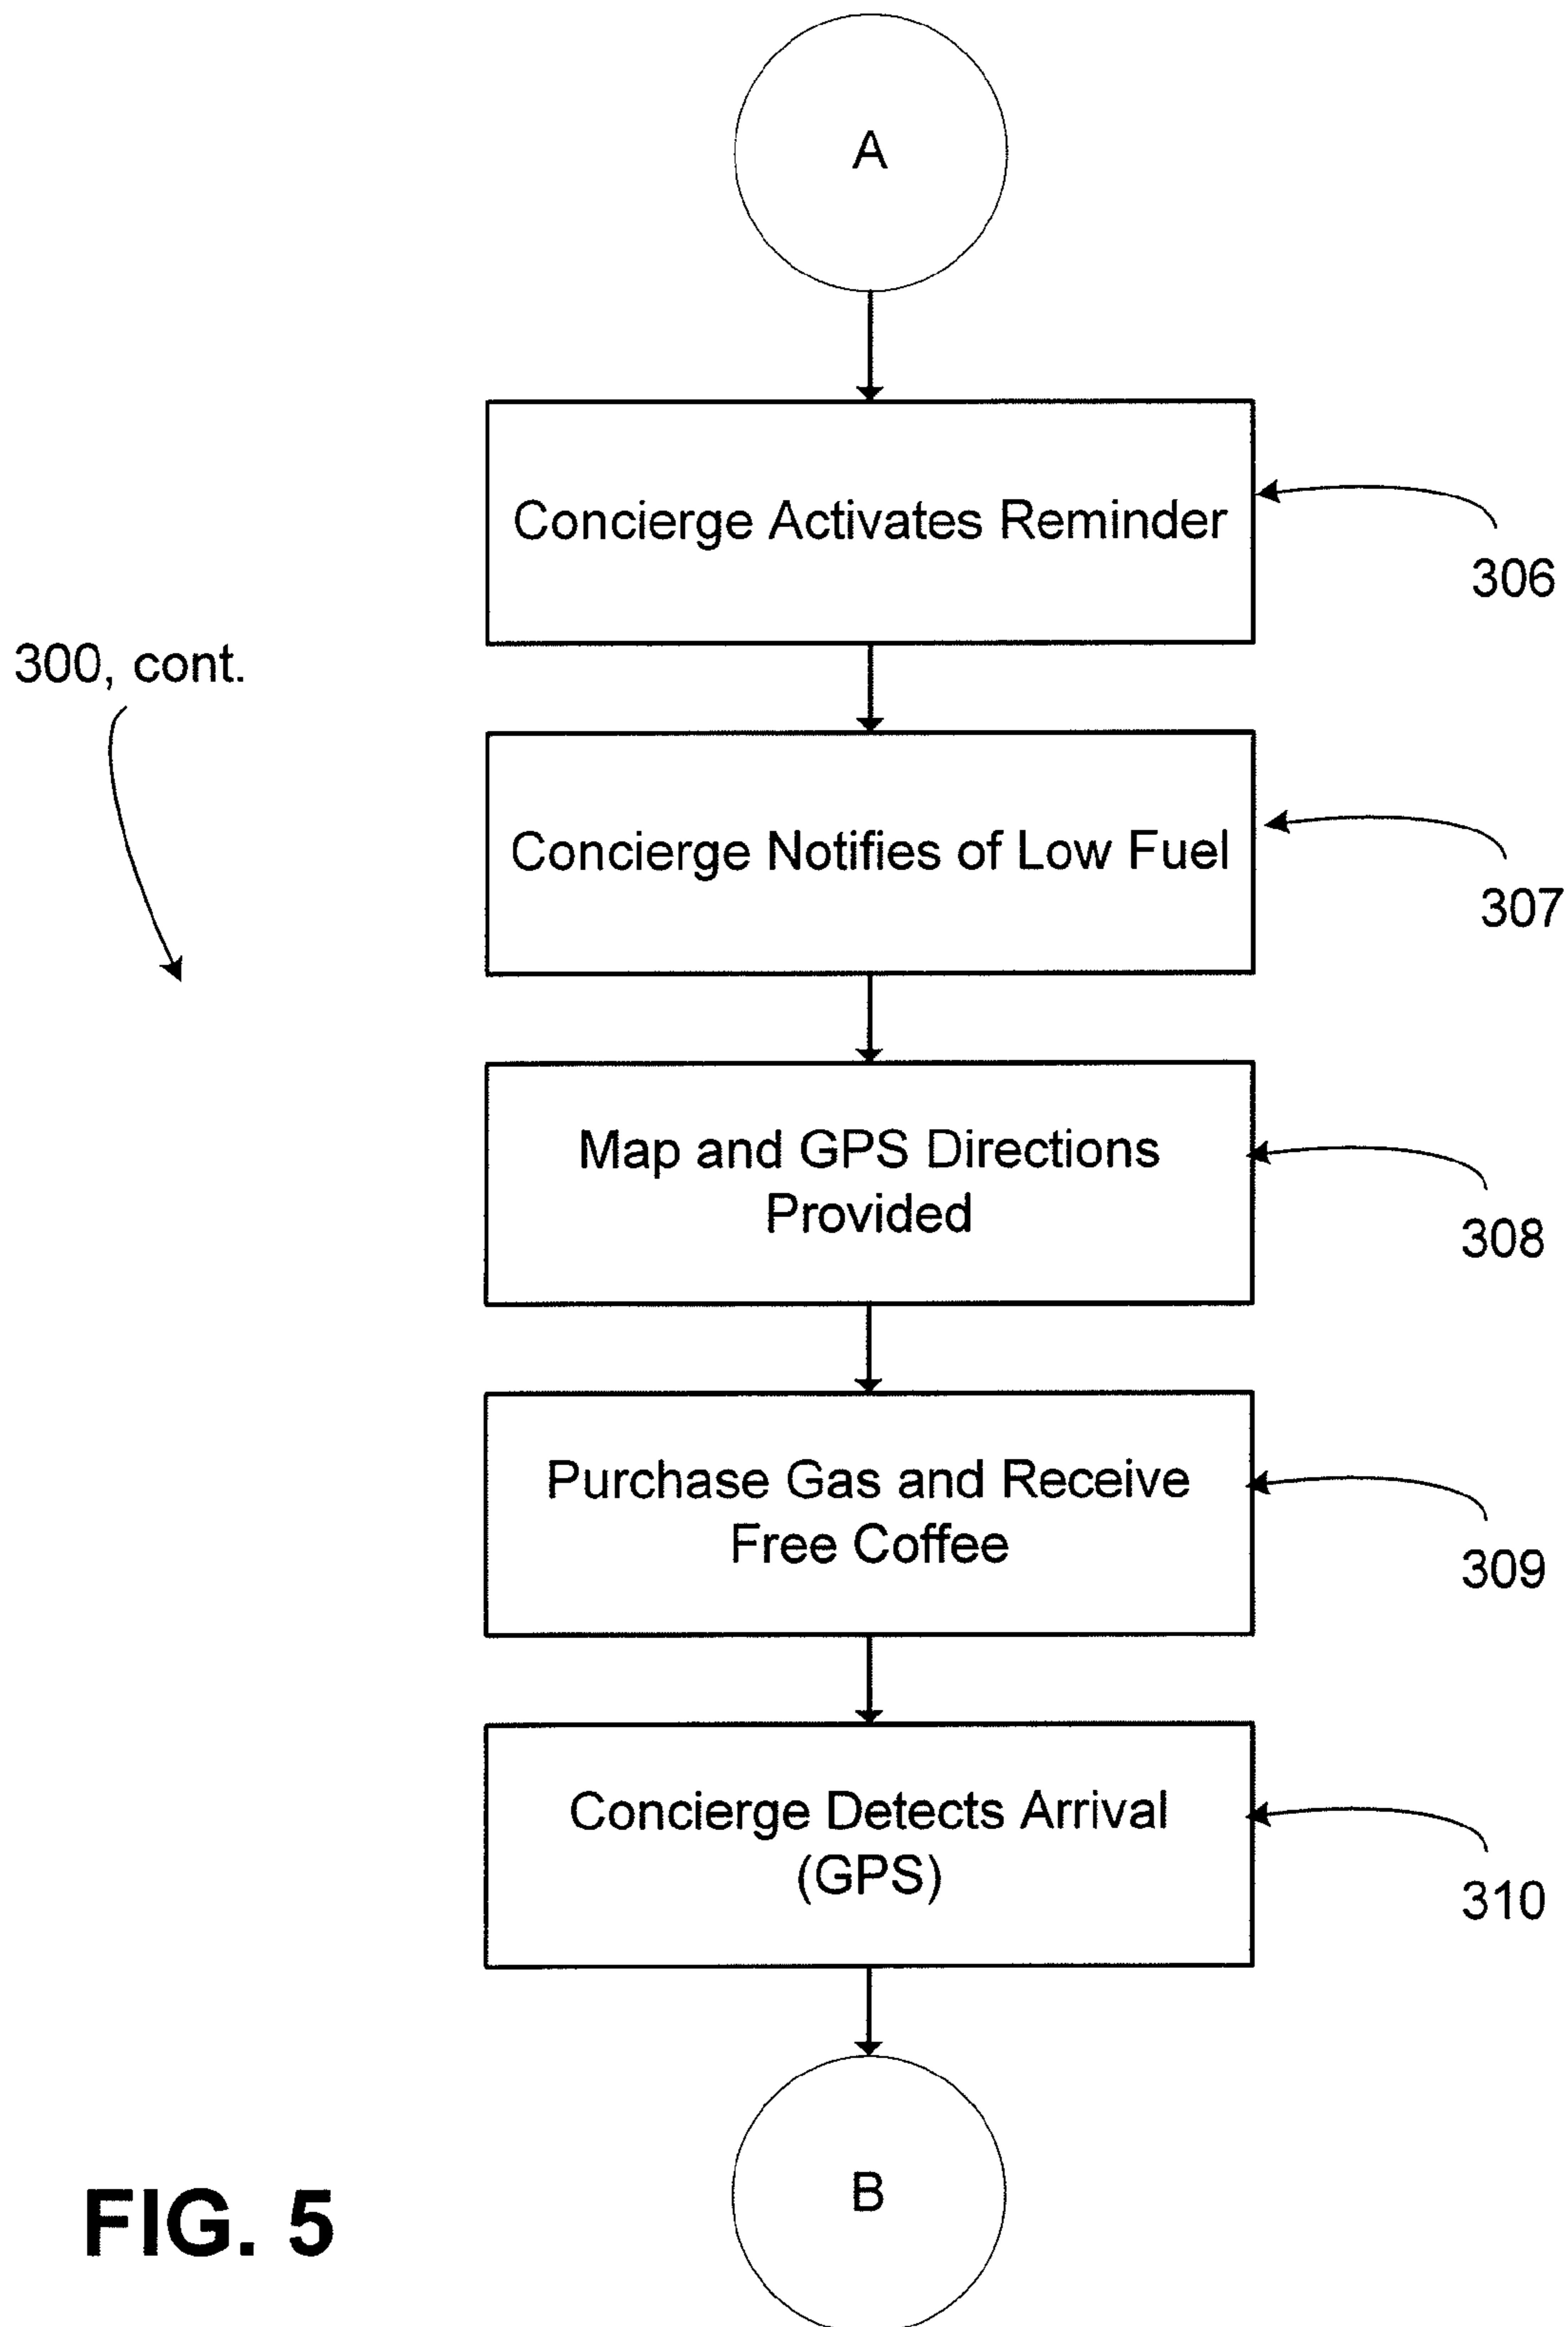 A
Concierge Activates Reminder
306
300, cont.
Concierge Notifies of Low Fuel
307
Map and GPS Directions
Provided
308
Purchase Gas and Receive
Free Coffee
309
Concierge Detects Arrival
(GPS)
310
B
FIG. 5